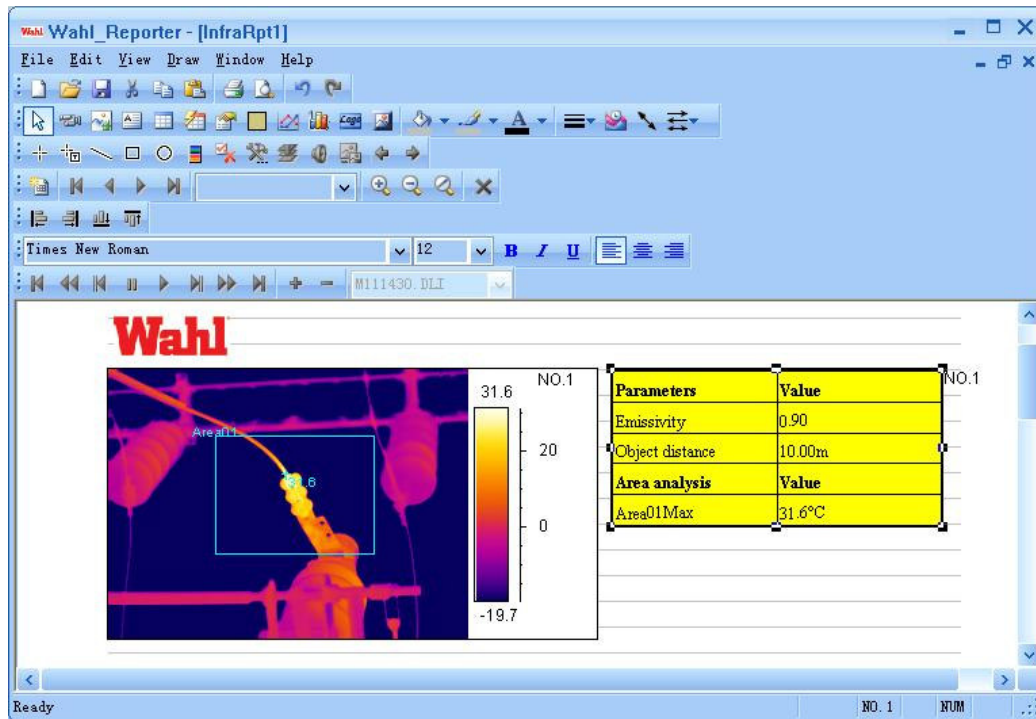 Wahl Wahl_Reporter - [InfraRpt1]
File Edit View Draw Window Help
Logo
A
Times New Roman 12 B I U
M111430.DLI
Wahl
NO.1
31.6
20
0
-19.7
Area01
31.6
NO.1
Parameters Value
Emissivity 0.90
Object distance 10.00m
Area analysis Value
Area01Max 31.6°C
Ready NO. 1 NUM